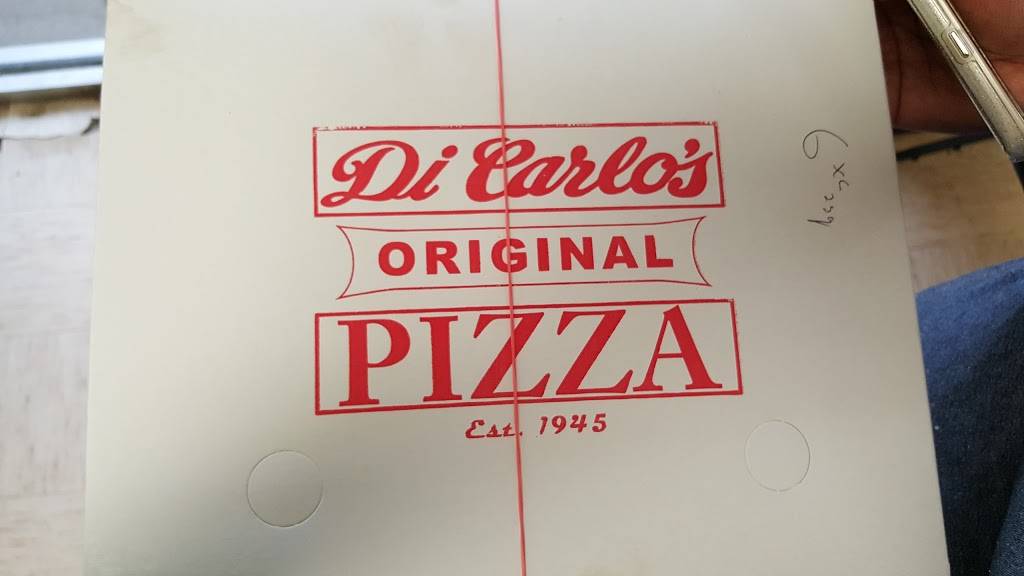 Di Carlo's
ORIGINAL
PIZZA
Est. 1945